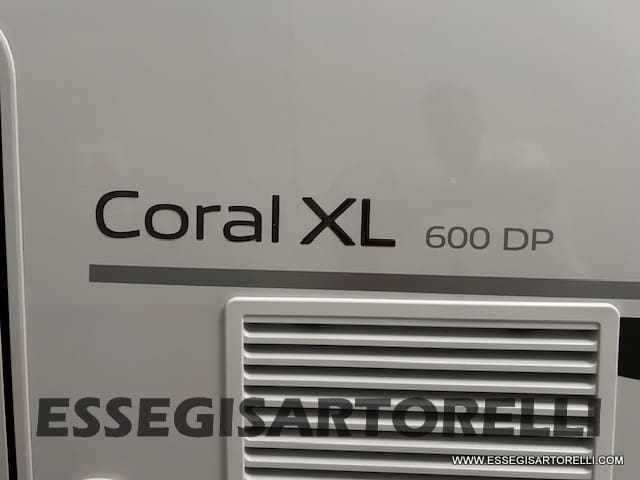 Coral XL 600 DP
ESSEGISARTORELLI
WWW.ESSEGISARTORELLI.COM